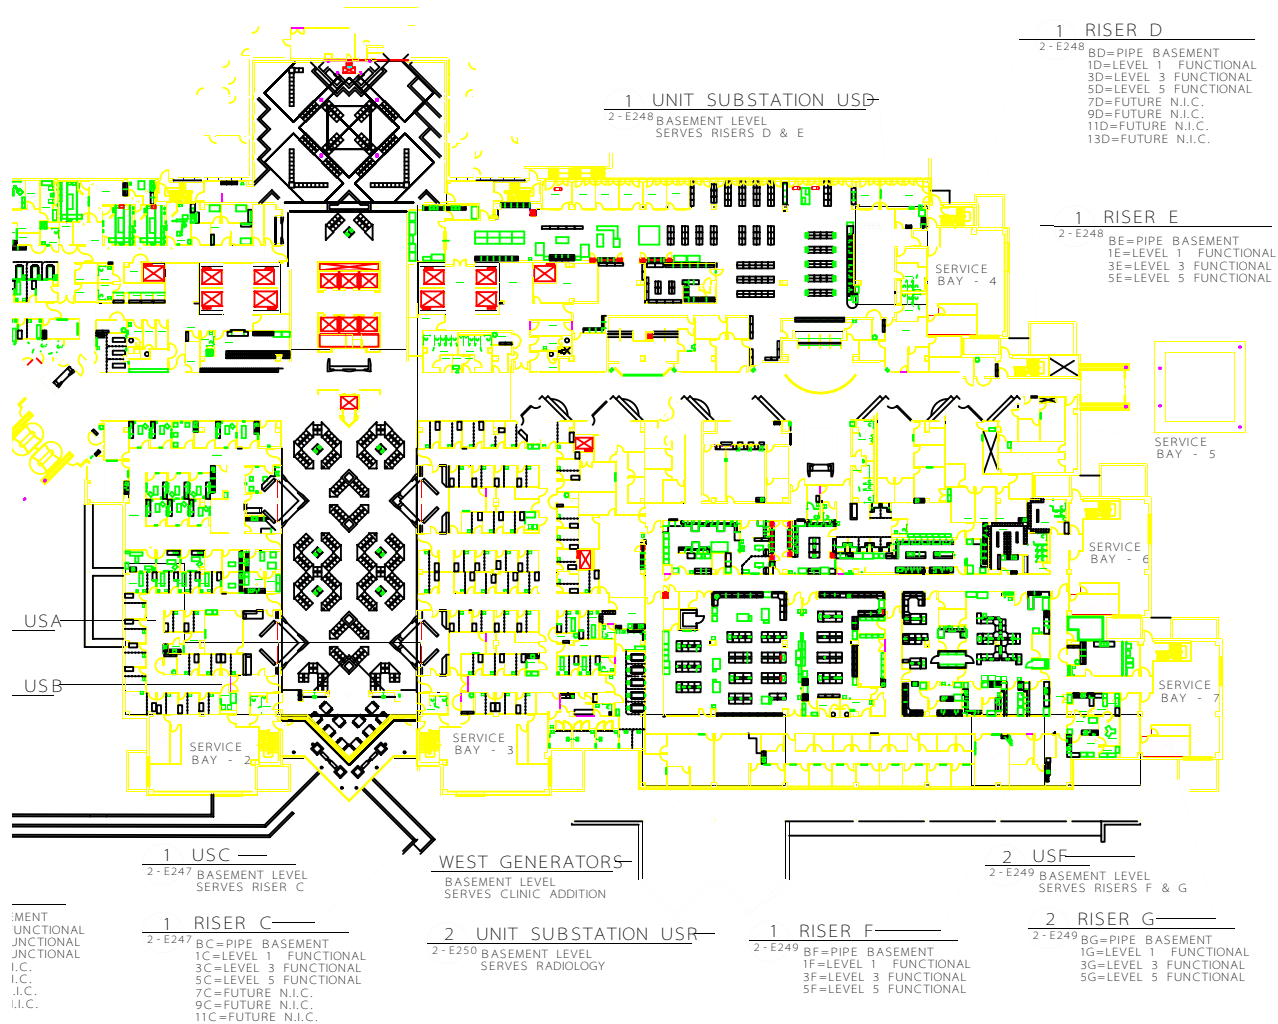 1 RISER D
2-E248
BD=PIPE BASEMENT
1D=LEVEL 1 FUNCTIONAL
3D=LEVEL 3 FUNCTIONAL
5D=LEVEL 5 FUNCTIONAL
7D=FUTURE N.I.C.
9D=FUTURE N.I.C.
11D=FUTURE N.I.C.
13D=FUTURE N.I.C.
1 UNIT SUBSTATION USD
2-E248
BASEMENT LEVEL
SERVES RISERS D & E
1 RISER E
2-E248
BE=PIPE BASEMENT
1E=LEVEL 1 FUNCTIONAL
3E=LEVEL 3 FUNCTIONAL
5E=LEVEL 5 FUNCTIONAL
SERVICE
BAY - 4
SERVICE
BAY - 5
SERVICE
BAY - 6
USA
USB
SERVICE
BAY - 7
SERVICE
BAY - 2
SERVICE
BAY - 3
1 USC
2-E247
BASEMENT LEVEL
SERVES RISER C
WEST GENERATORS
BASEMENT LEVEL
SERVES CLINIC ADDITION
2 USF
2-E249
BASEMENT LEVEL
SERVES RISERS F & G
EMENT
UNCTIONAL
UNCTIONAL
UNCTIONAL
I.C.
I.C.
.I.C.
.I.C.
1 RISER C
2-E247
BC=PIPE BASEMENT
1C=LEVEL 1 FUNCTIONAL
3C=LEVEL 3 FUNCTIONAL
5C=LEVEL 5 FUNCTIONAL
7C=FUTURE N.I.C.
9C=FUTURE N.I.C.
11C=FUTURE N.I.C.
2 UNIT SUBSTATION USR
2-E250
BASEMENT LEVEL
SERVES RADIOLOGY
1 RISER F
2-E249
BF=PIPE BASEMENT
1F=LEVEL 1 FUNCTIONAL
3F=LEVEL 3 FUNCTIONAL
5F=LEVEL 5 FUNCTIONAL
2 RISER G
2-E249
BG=PIPE BASEMENT
1G=LEVEL 1 FUNCTIONAL
3G=LEVEL 3 FUNCTIONAL
5G=LEVEL 5 FUNCTIONAL